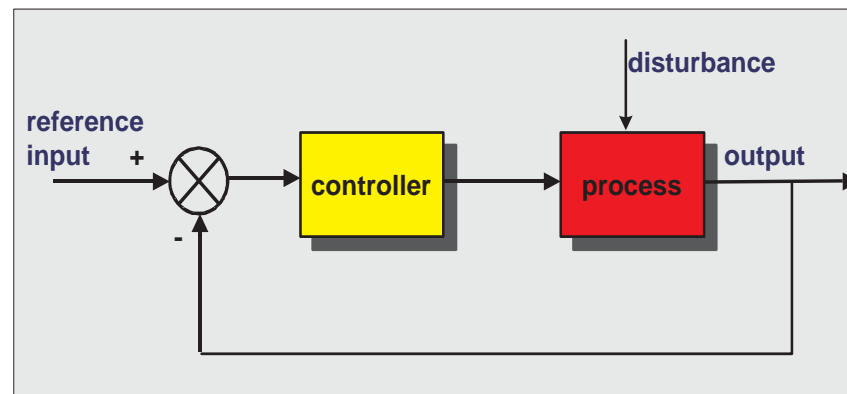 disturbance
reference
input
+
controller
process
output
-